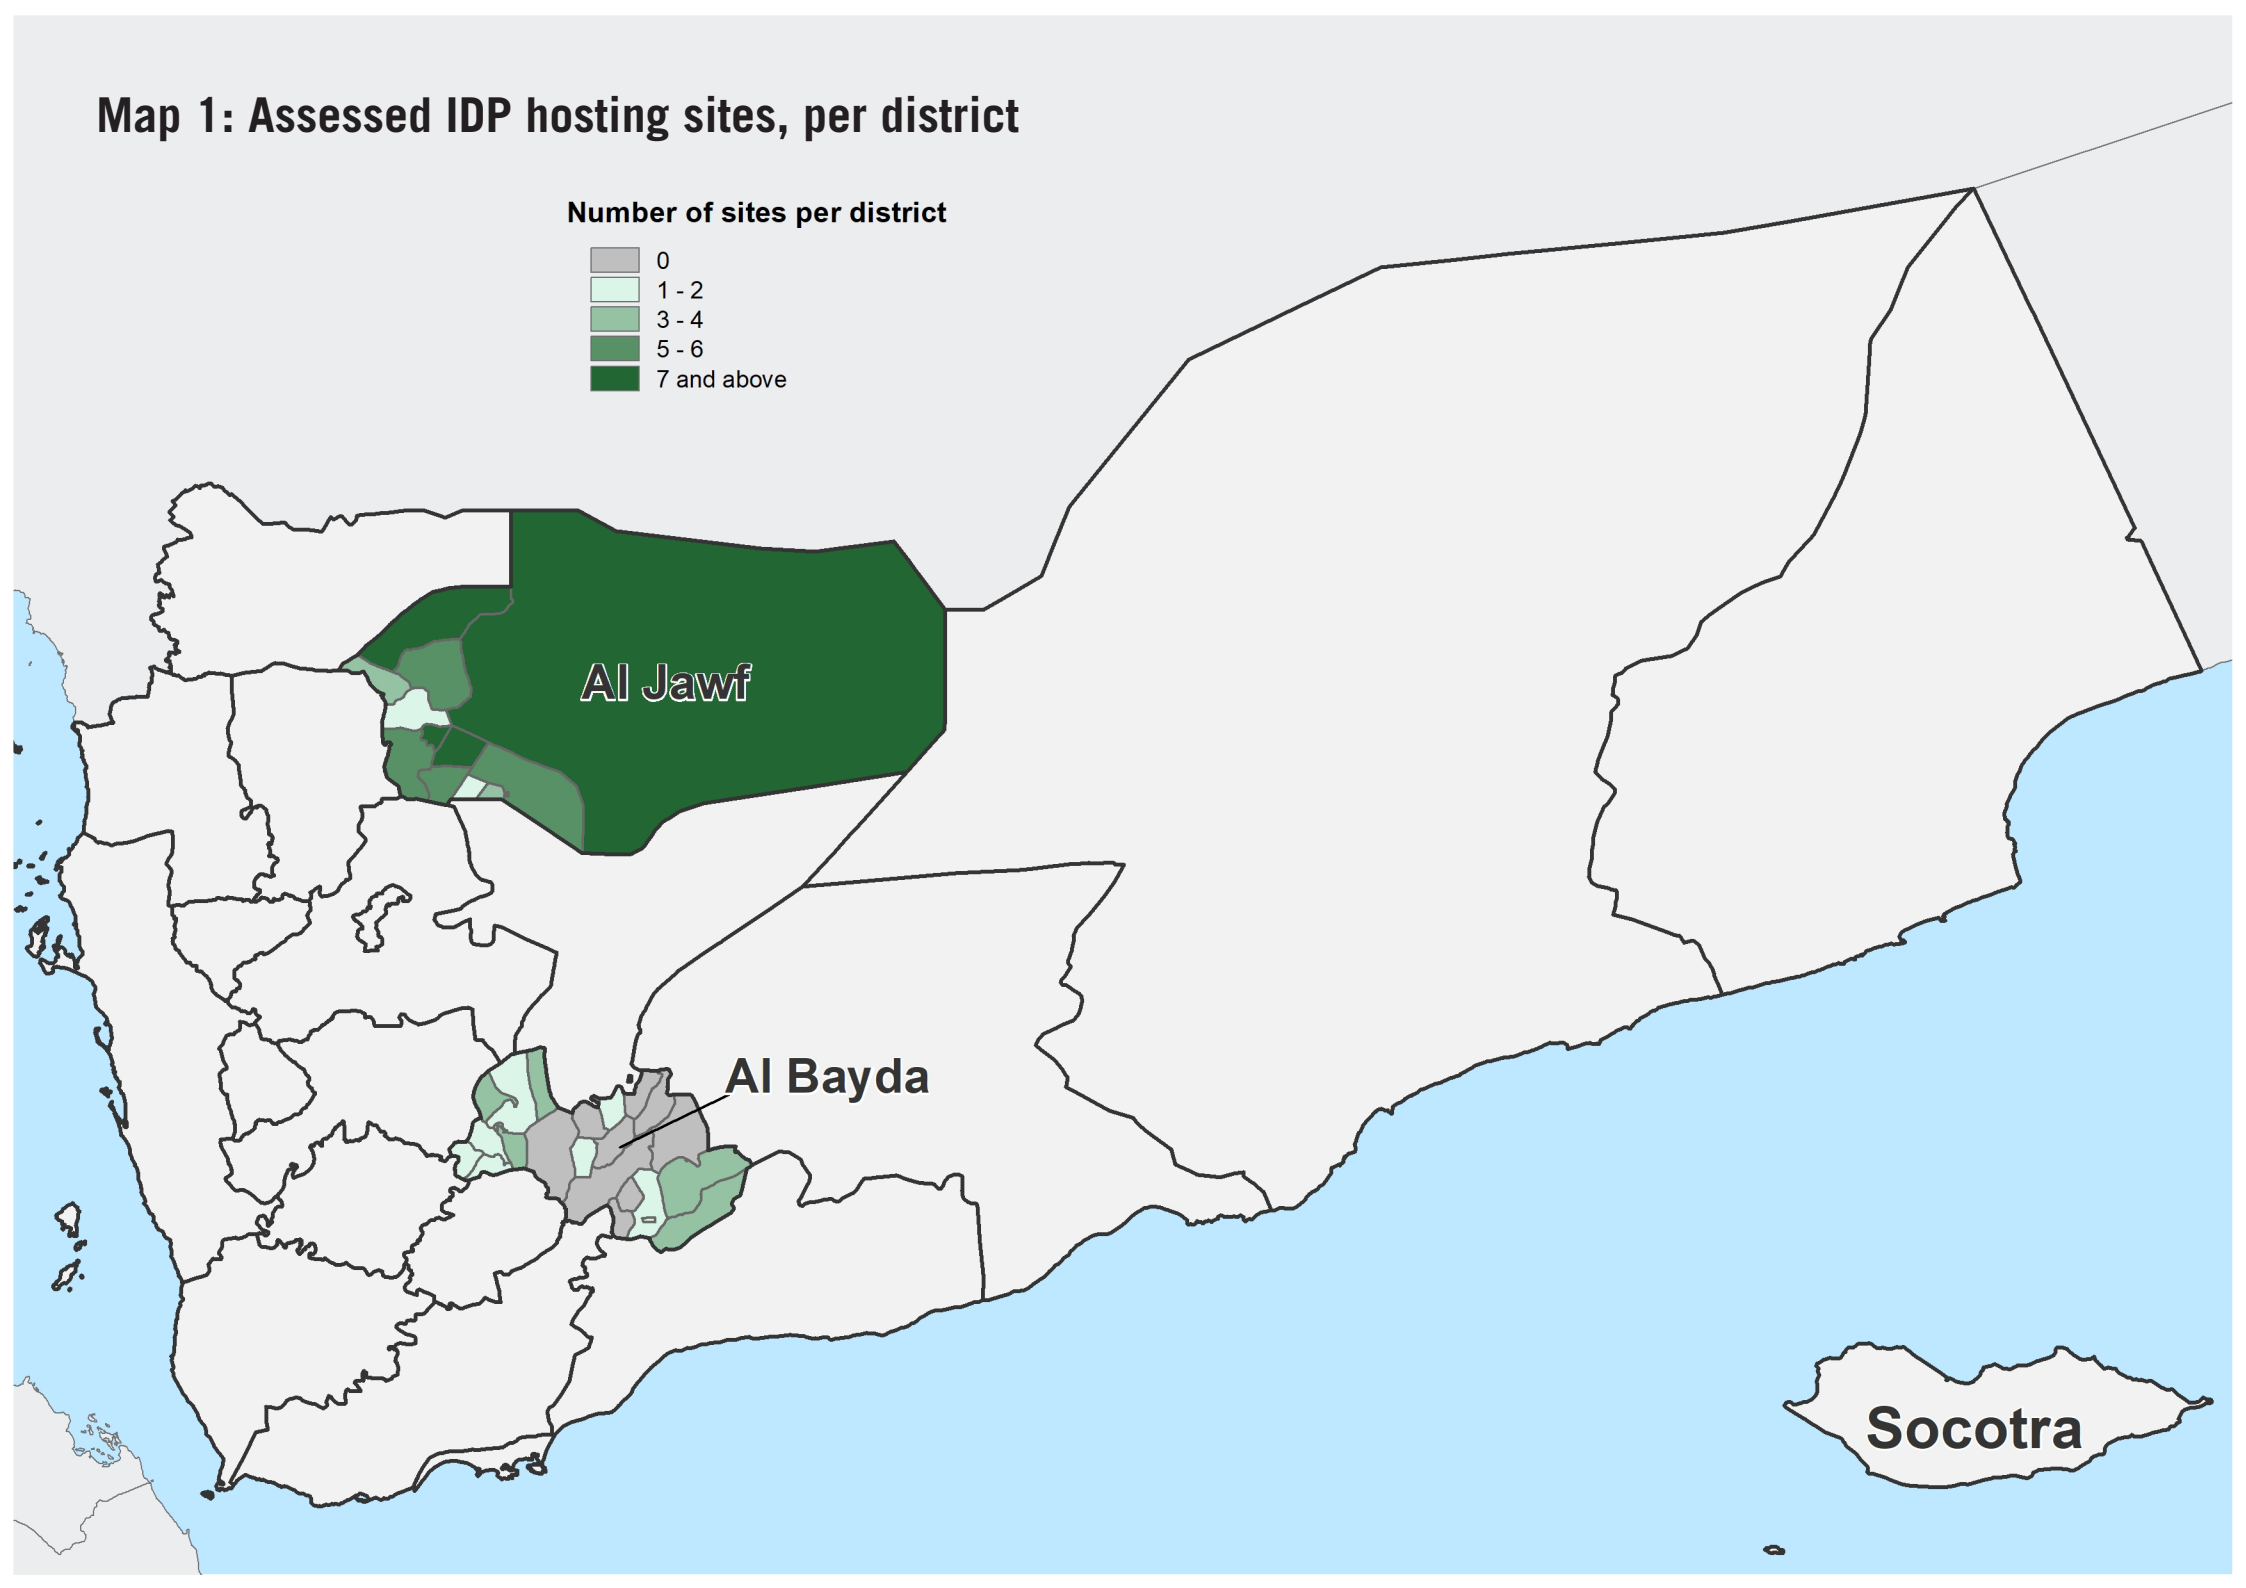 Map 1: Assessed IDP hosting sites, per district
Number of sites per district
0
1 - 2
3 - 4
5 - 6
7 and above
Al Jawf
Al Bayda
Socotra